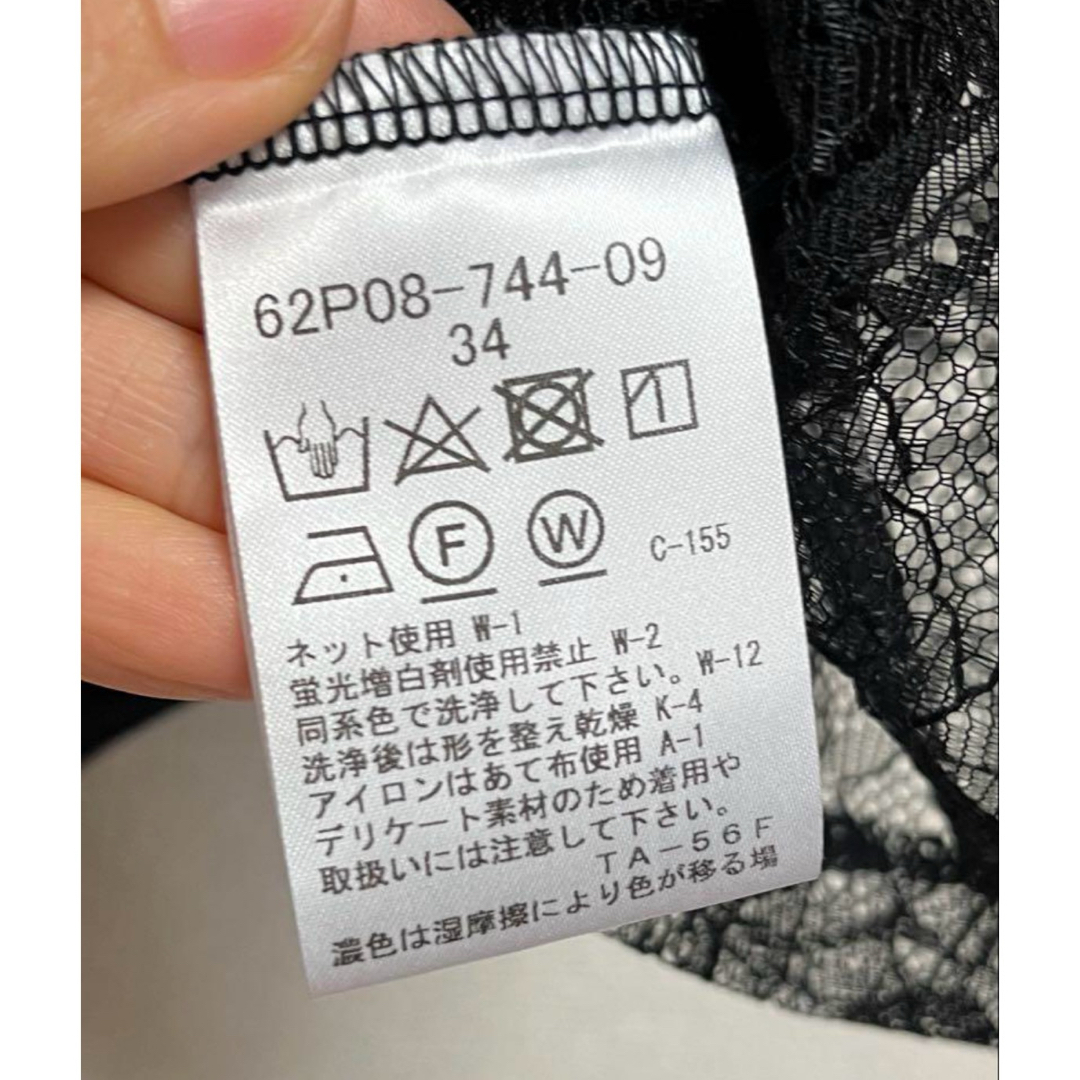 62P08-744-09
34
F W C-155
ネット使用 W-1
蛍光増白剤使用禁止 W-2
同系色で洗浄して下さい。W-12
洗浄後は形を整え乾燥 K-4
アイロンはあて布使用 A-1
デリケート素材のため着用や
取扱いには注意して下さい。
TA-56F
濃色は湿摩擦により色が移る場